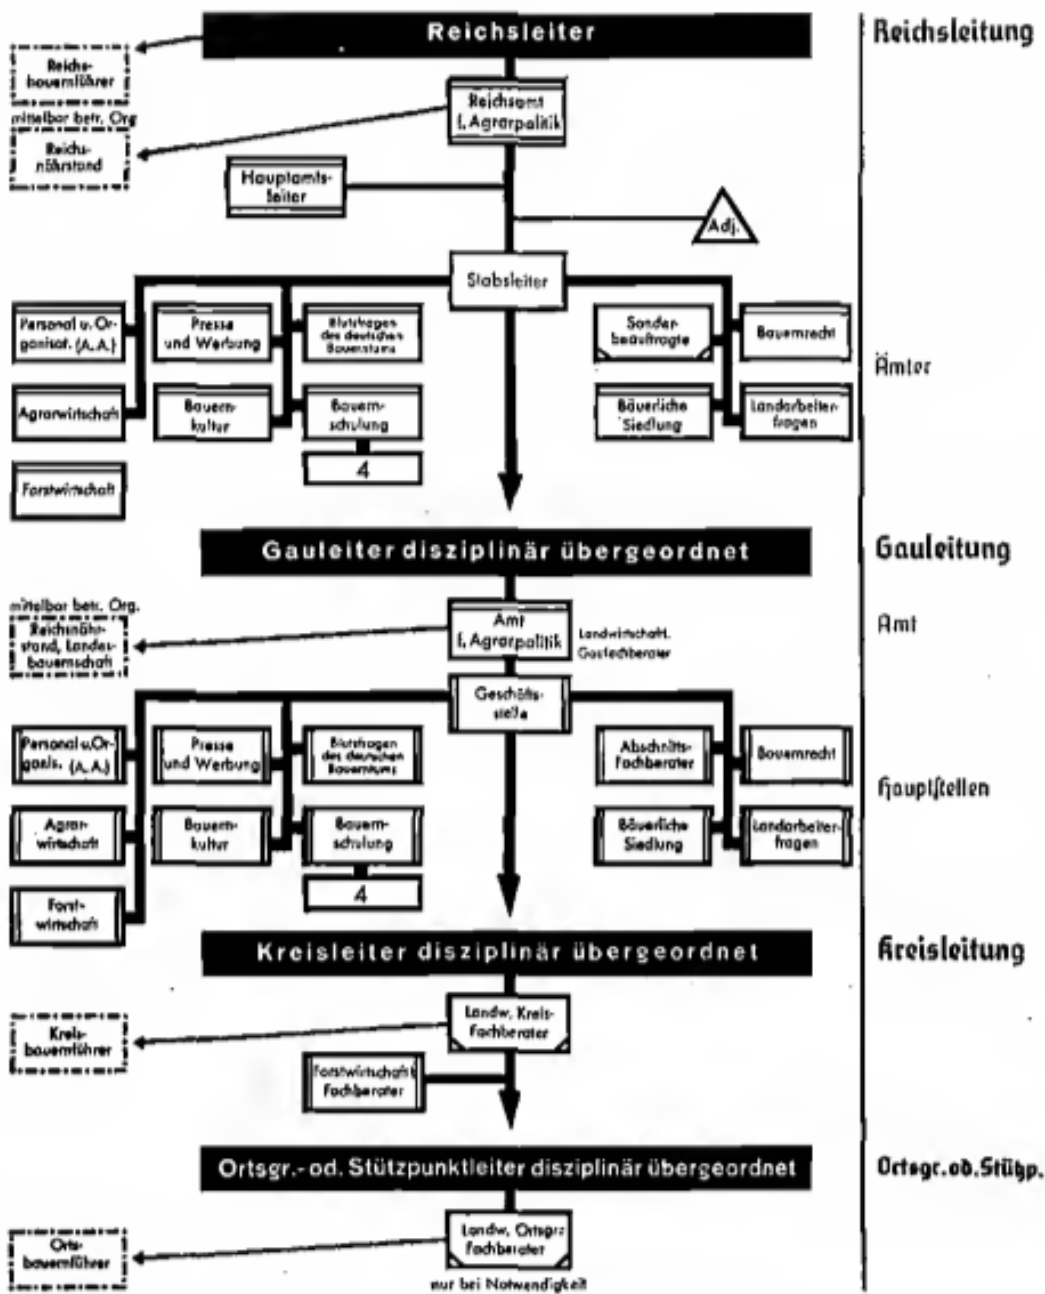 Reichsleiter
Reichsleitung
Reichs-
bauernführer
mittelbar betr. Org
Reichs-
nährstand
Reichsamt
f. Agrarpolitik
Hauptamts-
leiter
Adj.
Stabsleiter
Personal u. Or-
ganisat. (A. A.)
Presse
und Werbung
Blutsfragen
des deutschen
Bauerntums
Sonder-
beauftragte
Bauernrecht
Ämter
Agrarwirtschaft
Bauern-
kultur
Bauern-
schulung
4
Bäuerliche
Siedlung
Landarbeiter-
fragen
Forstwirtschaft
Gauleiter disziplinär übergeordnet
Gauleitung
mittelbar betr. Org.
Reichsnähr-
stand, Landes-
bauernschaft
Amt
f. Agrarpolitik
Landwirtschaftl.
Gaufachberater
Amt
Geschäfts-
stelle
Personal u. Or-
ganis. (A. A.)
Presse
und Werbung
Blutsfragen
des deutschen
Bauerntums
Abschnitts-
Fachberater
Bauernrecht
Hauptstellen
Agrar-
wirtschaft
Bauern-
kultur
Bauern-
schulung
4
Bäuerliche
Siedlung
Landarbeiter-
fragen
Forst-
wirtschaft
Kreisleiter disziplinär übergeordnet
Kreisleitung
Kreis-
bauernführer
Landw. Kreis-
Fachberater
Forstwirtschaftl.
Fachberater
Ortsgr.- od. Stützpunktleiter disziplinär übergeordnet
Ortsgr. od. Stützp.
Orts-
bauernführer
Landw. Ortsgr.
Fachberater
nur bei Notwendigkeit